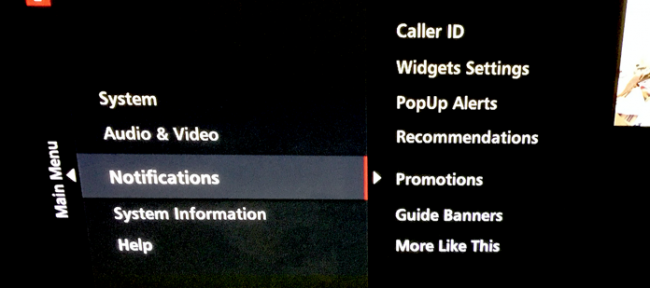 Main Menu
System
Audio & Video
Notifications
System Information
Help
Caller ID
Widgets Settings
PopUp Alerts
Recommendations
Promotions
Guide Banners
More Like This